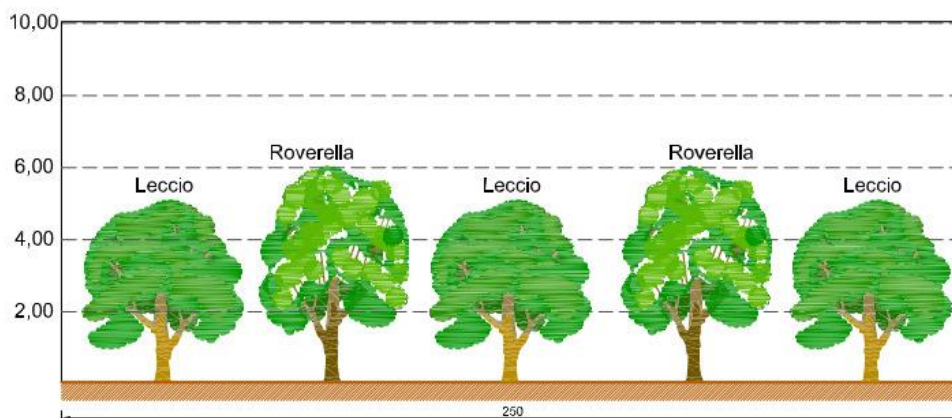 10,00
8,00
6,00
4,00
2,00
Roverella
Roverella
Leccio
Leccio
Leccio
250